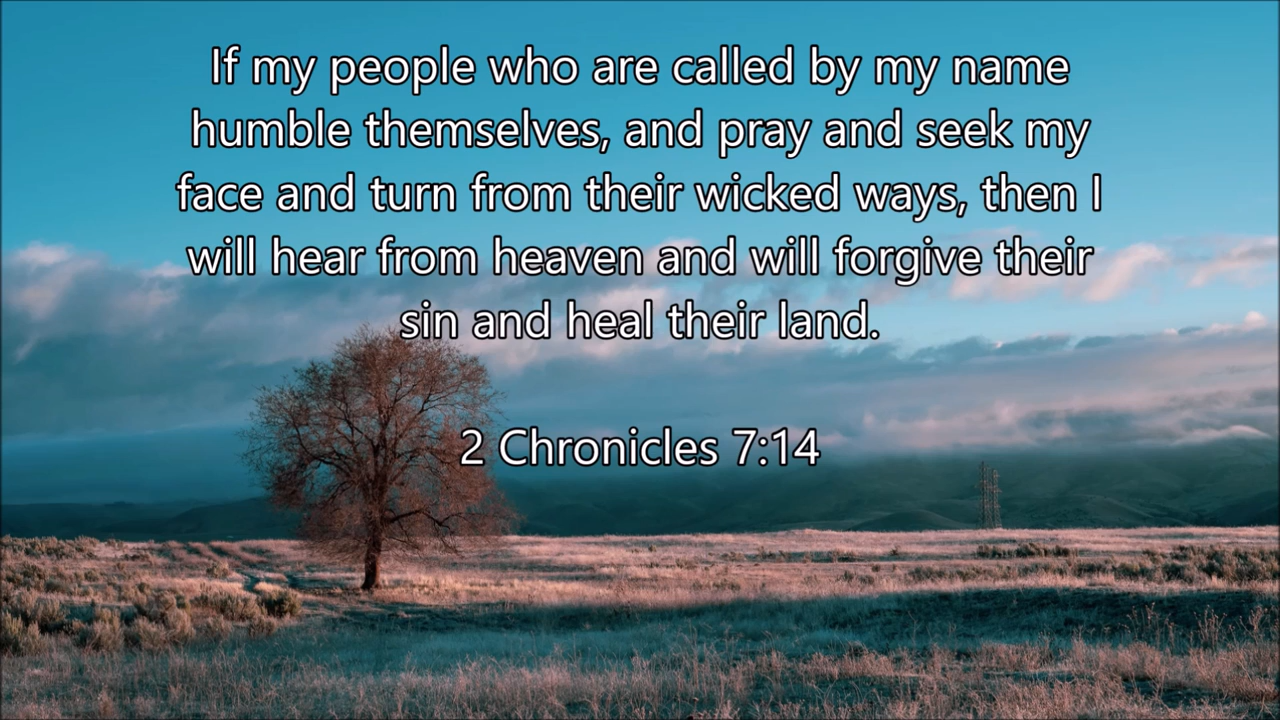 If my people who are called by my name
humble themselves, and pray and seek my
face and turn from their wicked ways, then I
will hear from heaven and will forgive their
sin and heal their land.
2 Chronicles 7:14